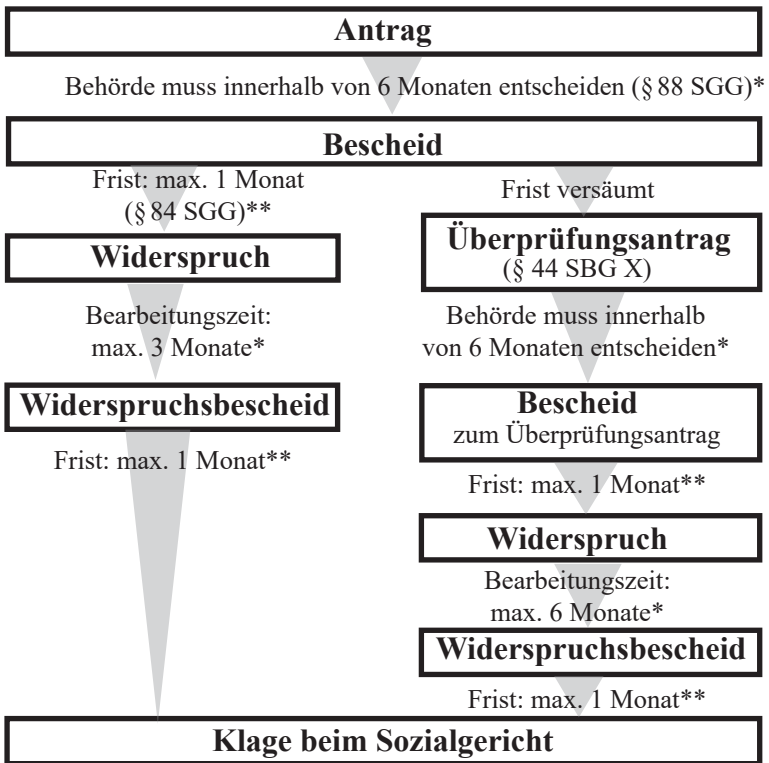 Antrag
Behörde muss innerhalb von 6 Monaten entscheiden (§ 88 SGG)*
Bescheid
Frist: max. 1 Monat
(§ 84 SGG)**
Widerspruch
Bearbeitungszeit:
max. 3 Monate*
Widerspruchsbescheid
Frist: max. 1 Monat**
Frist versäumt
Überprüfungsantrag
(§ 44 SBG X)
Behörde muss innerhalb
von 6 Monaten entscheiden*
Bescheid
zum Überprüfungsantrag
Frist: max. 1 Monat**
Widerspruch
Bearbeitungszeit:
max. 6 Monate*
Widerspruchsbescheid
Frist: max. 1 Monat**
Klage beim Sozialgericht